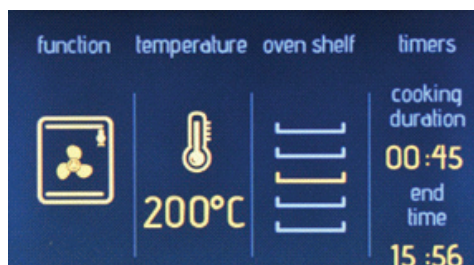 function temperature oven shelf timers
cooking
duration
00:45
200°C
end
time
15:56